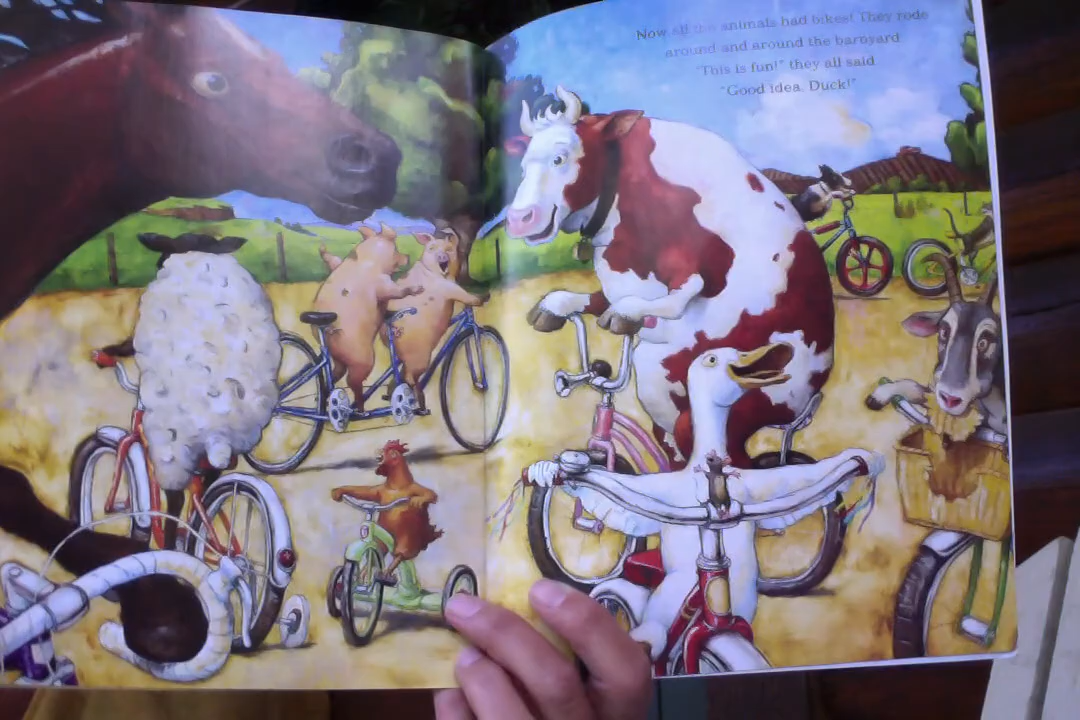 Now all the animals had bikes! They rode
around and around the barnyard
"This is fun!" they all said
"Good idea, Duck!"